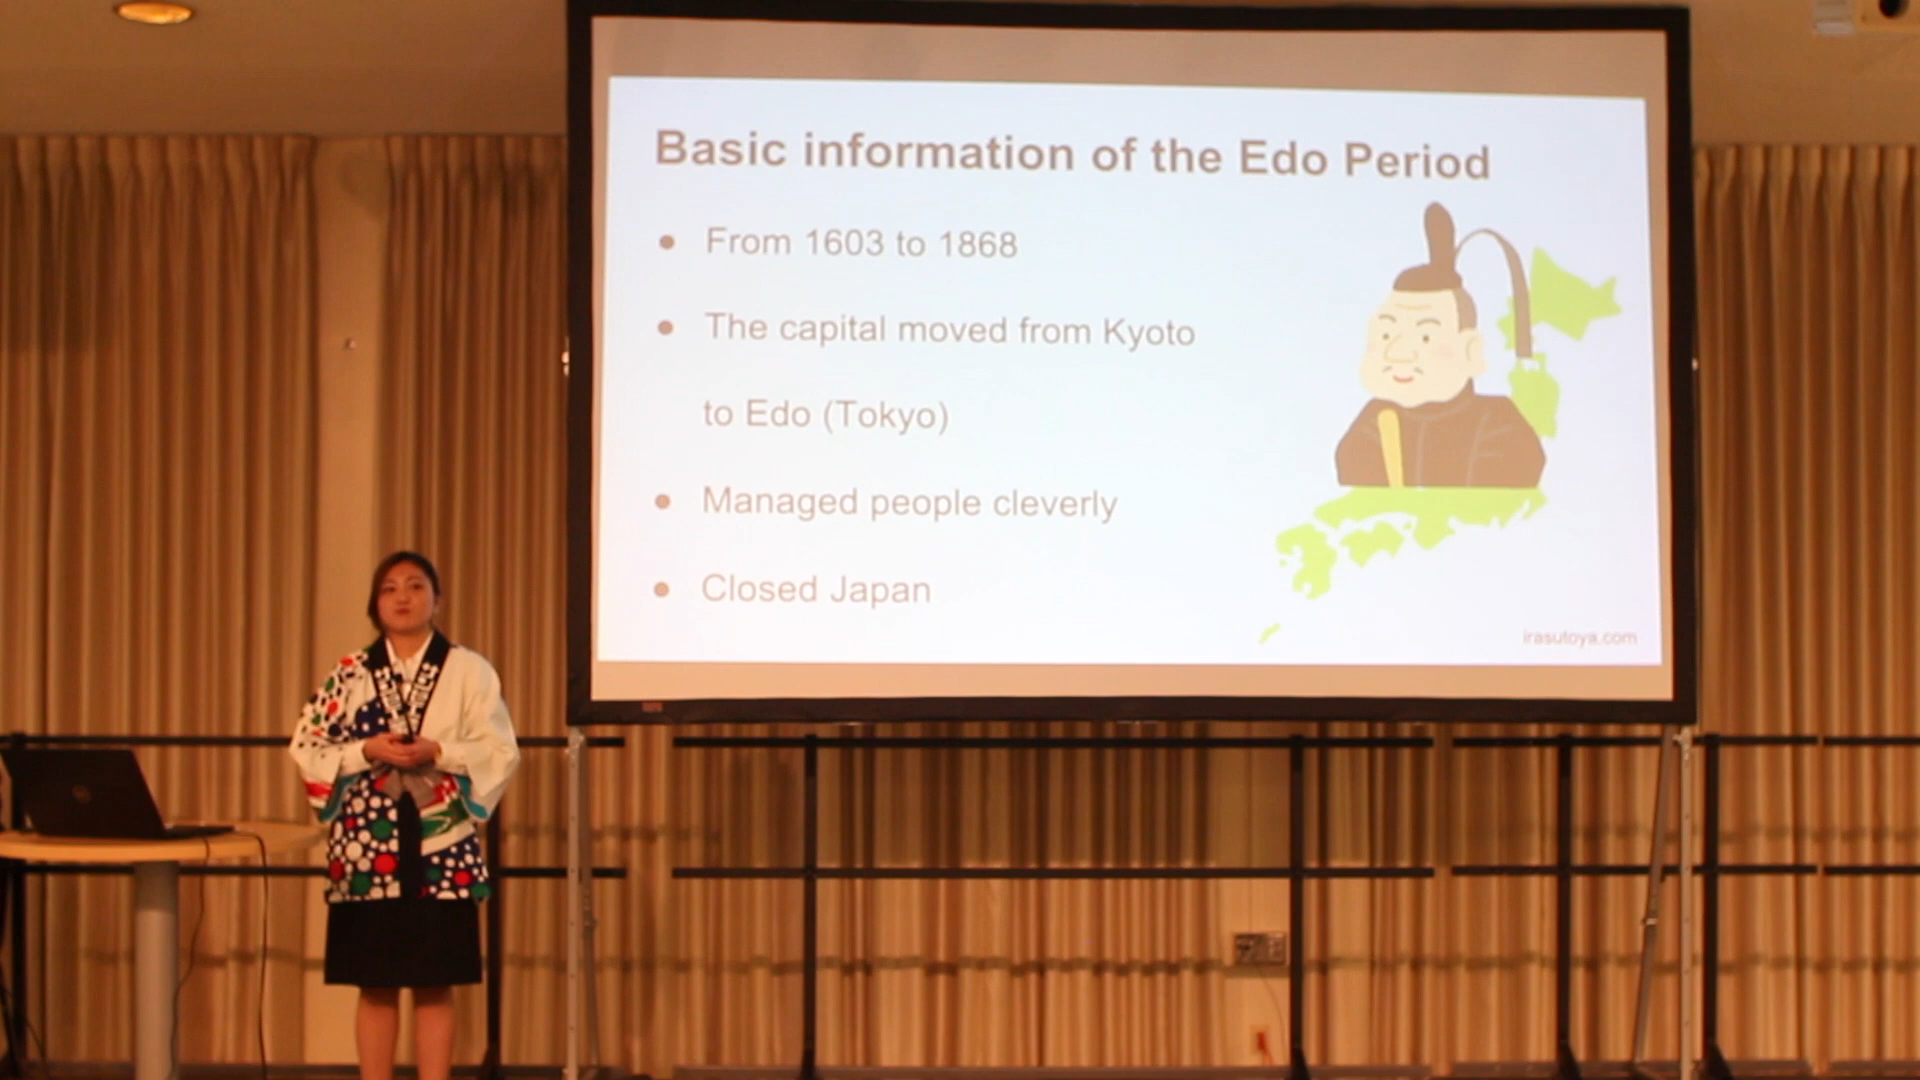 Basic information of the Edo Period
● From 1603 to 1868
● The capital moved from Kyoto
to Edo (Tokyo)
● Managed people cleverly
● Closed Japan
irasutoya.com